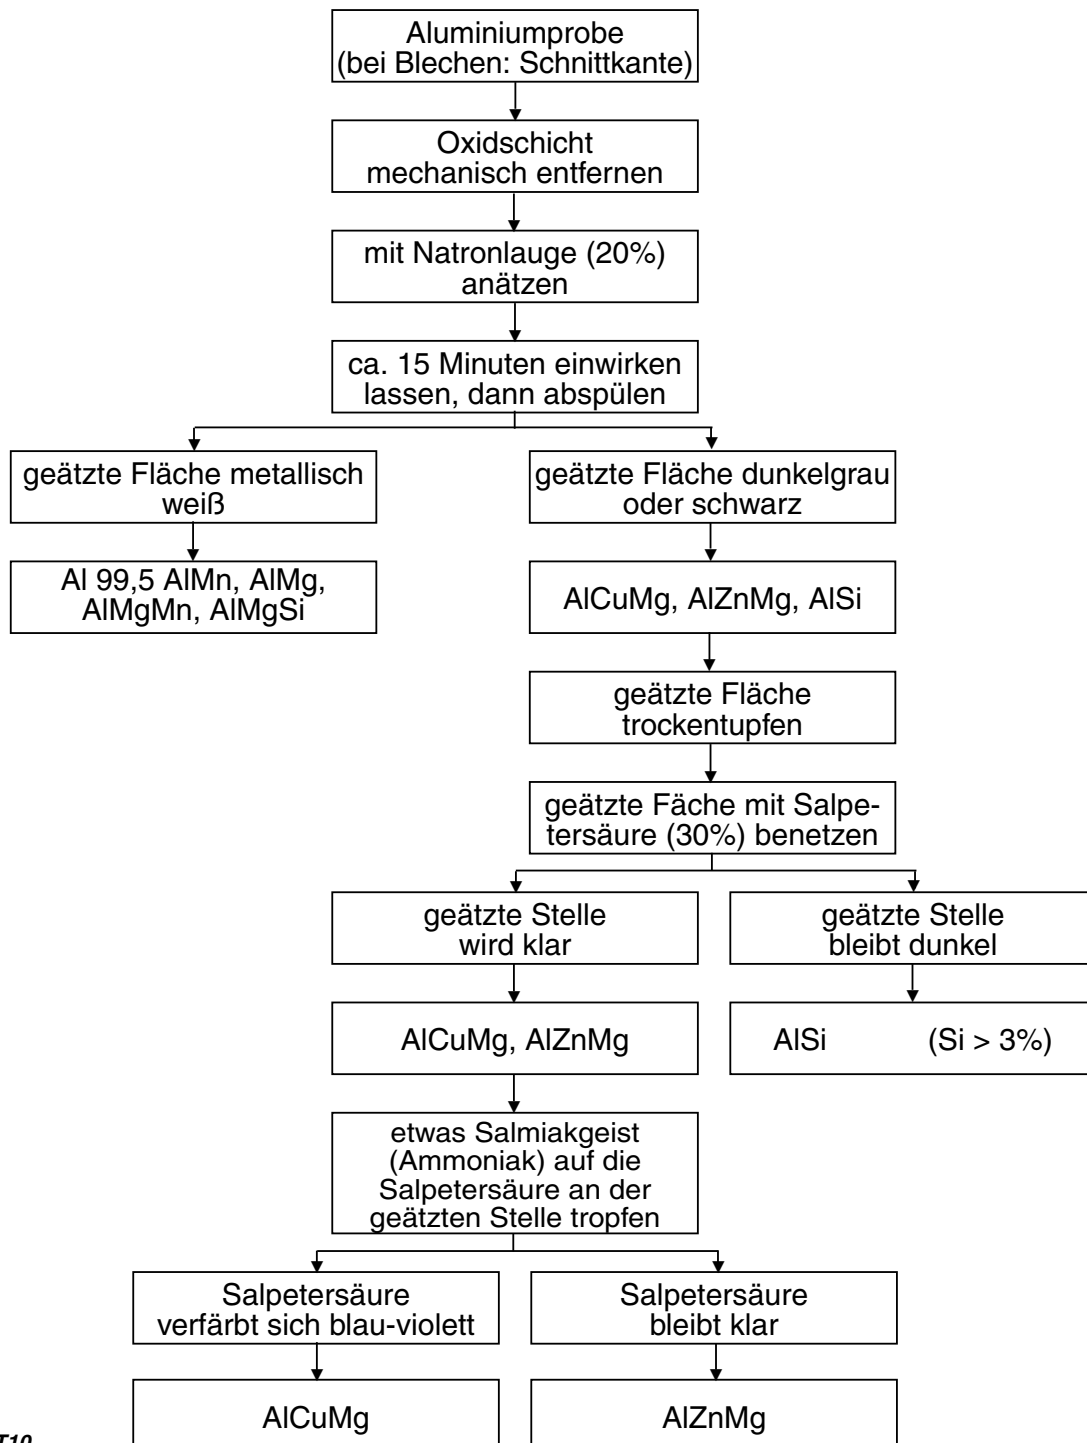 Aluminiumprobe
(bei Blechen: Schnittkante)
Oxidschicht
mechanisch entfernen
mit Natronlauge (20%)
anätzen
ca. 15 Minuten einwirken
lassen, dann abspülen
geätzte Fläche metallisch
weiß
geätzte Fläche dunkelgrau
oder schwarz
Al 99,5 AlMn, AlMg,
AlMgMn, AlMgSi
AlCuMg, AlZnMg, AlSi
geätzte Fläche
trockentupfen
geätzte Fäche mit Salpe-
tersäure (30%) benetzen
geätzte Stelle
wird klar
geätzte Stelle
bleibt dunkel
AlCuMg, AlZnMg
AlSi (Si > 3%)
etwas Salmiakgeist
(Ammoniak) auf die
Salpetersäure an der
geätzten Stelle tropfen
Salpetersäure
verfärbt sich blau-violett
Salpetersäure
bleibt klar
AlCuMg
AlZnMg